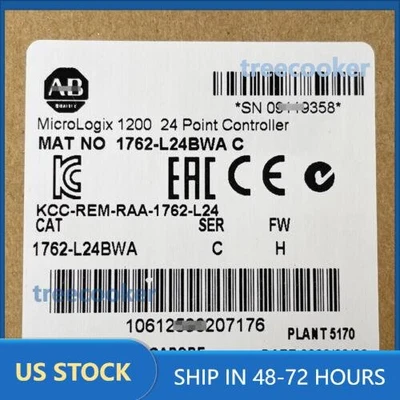 treecooker
AB
*SN 09 9358*
MicroLogix 1200 24 Point Controller
MAT NO 1762-L24BWA C
EAC CE
KCC-REM-RAA-1762-L24
CAT SER FW
1762-L24BWA C H
treecooker
10612 207176
PLANT 5170
US STOCK SHIP IN 48-72 HOURS